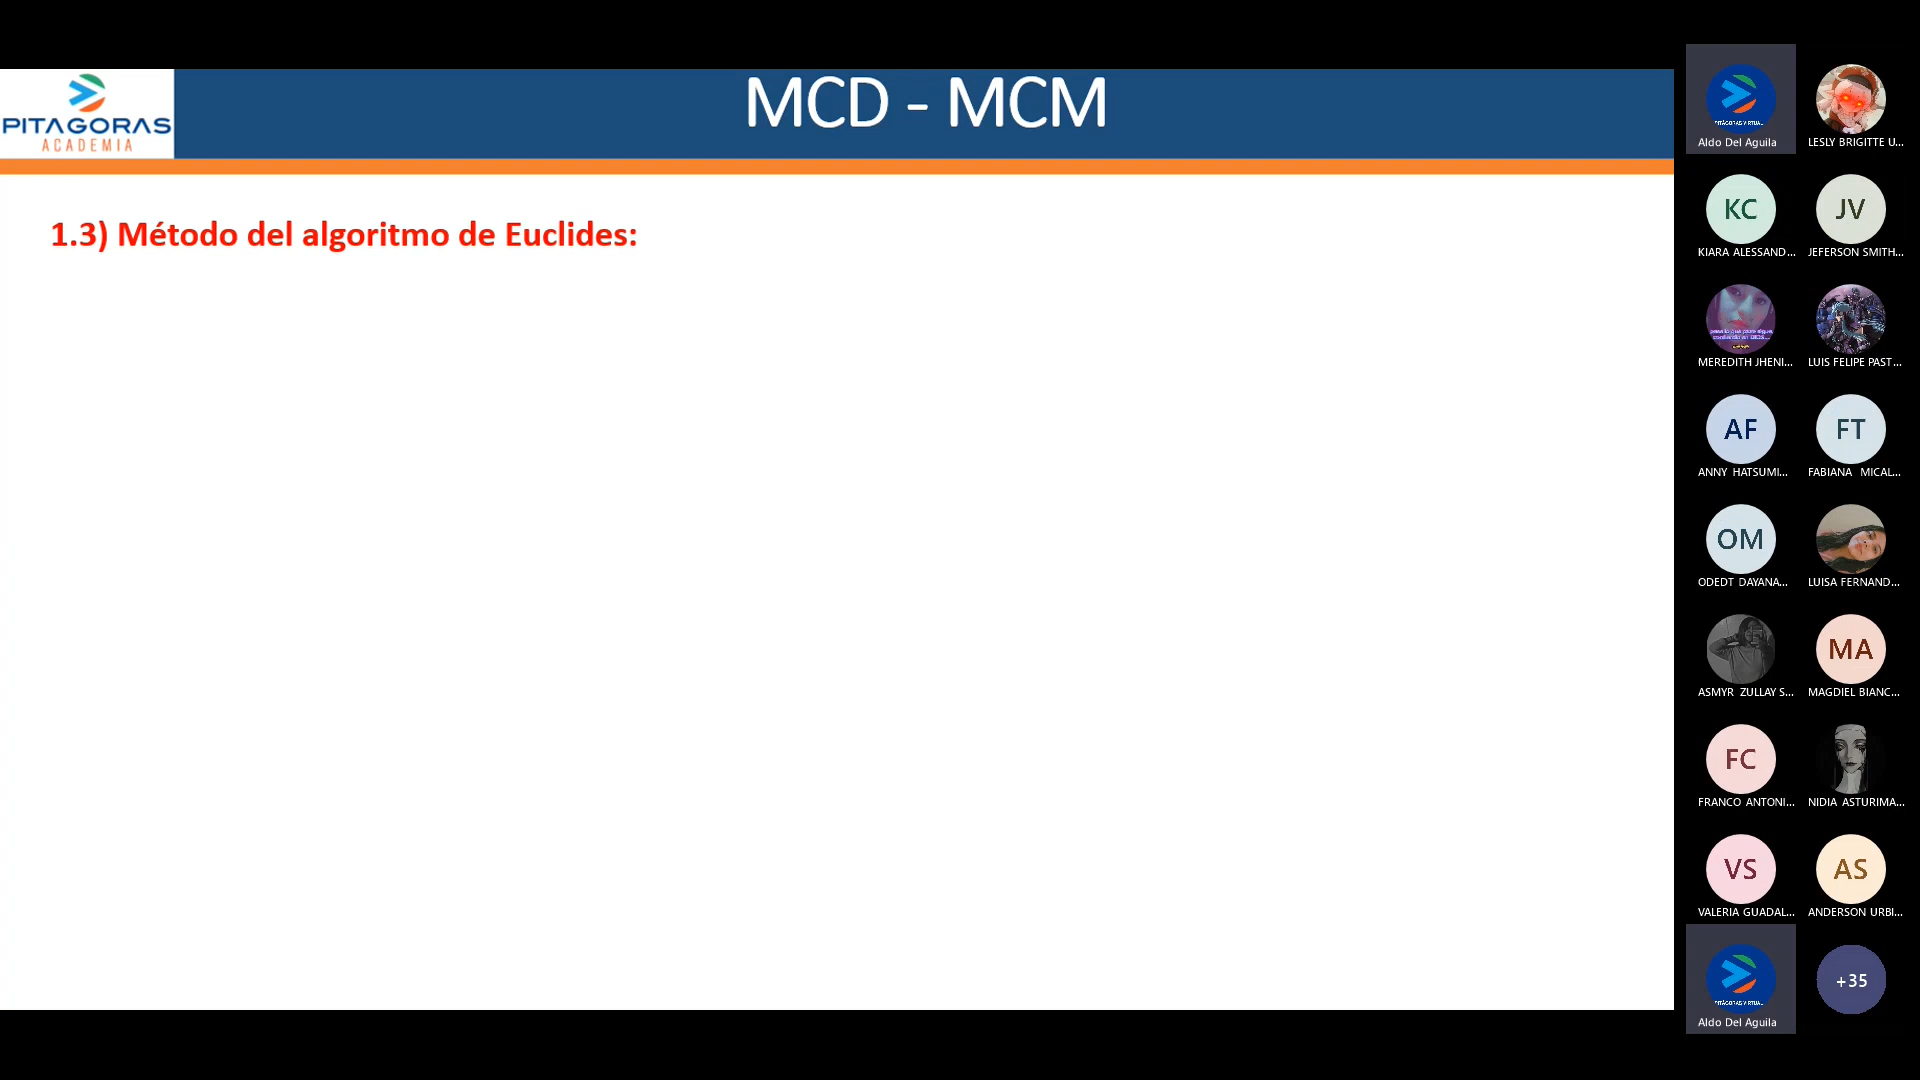 PITAGORAS
ACADEMIA
MCD - MCM
1.3) Método del algoritmo de Euclides:
Aldo Del Aguila
LESLY BRIGITTE U...
KC
KIARA ALESSAND...
JV
JEFERSON SMITH...
MEREDITH JHENI...
LUIS FELIPE PAST...
AF
ANNY HATSUMI...
FT
FABIANA MICAL...
OM
ODEDT DAYANA...
LUISA FERNAND...
ASMYR ZULLAY S...
MA
MAGDIEL BIANC...
FC
FRANCO ANTONI...
NIDIA ASTURIMA...
VS
VALERIA GUADAL...
AS
ANDERSON URBI...
Aldo Del Aguila
+35